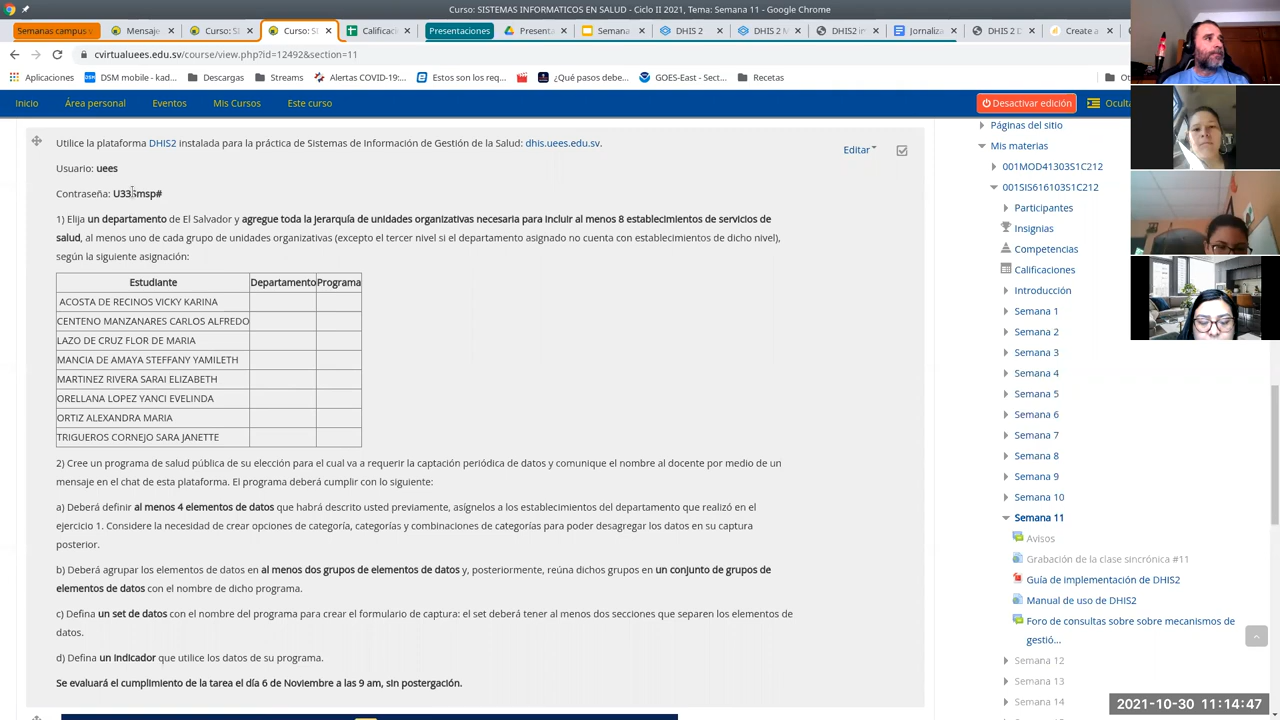 Curso: SISTEMAS INFORMATICOS EN SALUD - Ciclo II 2021, Tema: Semana 11 - Google Chrome
Semanas campus v
Mensaje
Curso: S
Curso: SI
Calificac
Presentaciones
Present
Semana
DHIS 2
DHIS 2 M
DHIS2 in
Jornaliza
DHIS 2 D
Create a
cvirtualuees.edu.sv/course/view.php?id=12492&section=11
Aplicaciones
DSM mobile - kad...
Descargas
Streams
Alertas COVID-19:...
Estos son los req...
¿Qué pasos debe...
GOES-East - Sect...
Recetas
Inicio
Área personal
Eventos
Mis Cursos
Este curso
Desactivar edición
Utilice la plataforma DHIS2 instalada para la práctica de Sistemas de Información de Gestión de la Salud: dhis.uees.edu.sv.
Editar
Usuario: uees
Contraseña: 
1) Elija un departamento de El Salvador y agregue toda la jerarquía de unidades organizativas necesaria para incluir al menos 8 establecimientos de servicios de
salud, al menos uno de cada grupo de unidades organizativas (excepto el tercer nivel si el departamento asignado no cuenta con establecimientos de dicho nivel),
según la siguiente asignación:
Estudiante Departamento Programa
ACOSTA DE RECINOS VICKY KARINA
CENTENO MANZANARES CARLOS ALFREDO
LAZO DE CRUZ FLOR DE MARIA
MANCIA DE AMAYA STEFFANY YAMILETH
MARTINEZ RIVERA SARAI ELIZABETH
ORELLANA LOPEZ YANCI EVELINDA
ORTIZ ALEXANDRA MARIA
TRIGUEROS CORNEJO SARA JANETTE
2) Cree un programa de salud pública de su elección para el cual va a requerir la captación periódica de datos y comunique el nombre al docente por medio de un
mensaje en el chat de esta plataforma. El programa deberá cumplir con lo siguiente:
a) Deberá definir al menos 4 elementos de datos que habrá descrito usted previamente, asígnelos a los establecimientos del departamento que realizó en el
ejercicio 1. Considere la necesidad de crear opciones de categoría, categorías y combinaciones de categorías para poder desagregar los datos en su captura
posterior.
b) Deberá agrupar los elementos de datos en al menos dos grupos de elementos de datos y, posteriormente, reúna dichos grupos en un conjunto de grupos de
elementos de datos con el nombre de dicho programa.
c) Defina un set de datos con el nombre del programa para crear el formulario de captura: el set deberá tener al menos dos secciones que separen los elementos de
datos.
d) Defina un indicador que utilice los datos de su programa.
Se evaluará el cumplimiento de la tarea el día 6 de Noviembre a las 9 am, sin postergación.
Páginas del sitio
Mis materias
001MOD41303S1C212
001SIS616103S1C212
Participantes
Insignias
Competencias
Calificaciones
Introducción
Semana 1
Semana 2
Semana 3
Semana 4
Semana 5
Semana 6
Semana 7
Semana 8
Semana 9
Semana 10
Semana 11
Avisos
Grabación de la clase sincrónica #11
Guía de implementación de DHIS2
Manual de uso de DHIS2
Foro de consultas sobre sobre mecanismos de
gestió...
Semana 12
Semana 13
Semana 14
2021-10-30 11:14:47